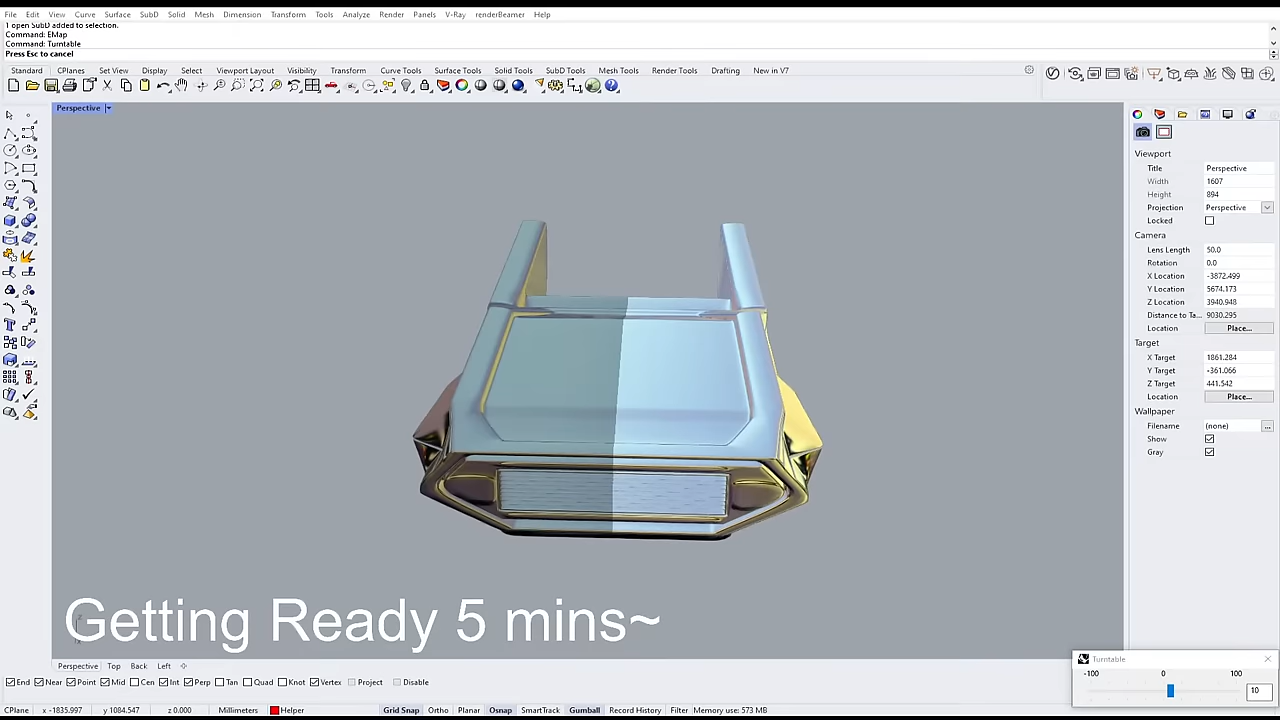 File Edit View Curve Surface SubD Solid Mesh Dimension Transform Tools Analyze Render Panels V-Ray renderBeamer Help
1 open SubD added to selection.
Command: EMap
Command: Turntable
Press Esc to cancel
Standard CPlanes Set View Display Select Viewport Layout Visibility Transform Curve Tools Surface Tools Solid Tools SubD Tools Mesh Tools Render Tools Drafting New in V7
Perspective
Viewport
Title Perspective
Width 1607
Height 894
Projection Perspective
Locked
Camera
Lens Length 50.0
Rotation 0.0
X Location -3872.499
Y Location 5674.173
Z Location 3940.948
Distance to Ta... 9030.295
Location Place...
Target
X Target 1861.284
Y Target -361.066
Z Target 441.542
Location Place...
Wallpaper
Filename (none) ...
Show
Gray
Getting Ready 5 mins~
Perspective Top Back Left
Turntable
-100 0 100
10
End Near Point Mid Cen Int Perp Tan Quad Knot Vertex Project Disable
CPlane x -1835.997 y 1084.547 z 0.000 Millimeters Helper Grid Snap Ortho Planar Osnap SmartTrack Gumball Record History Filter Memory use: 573 MB